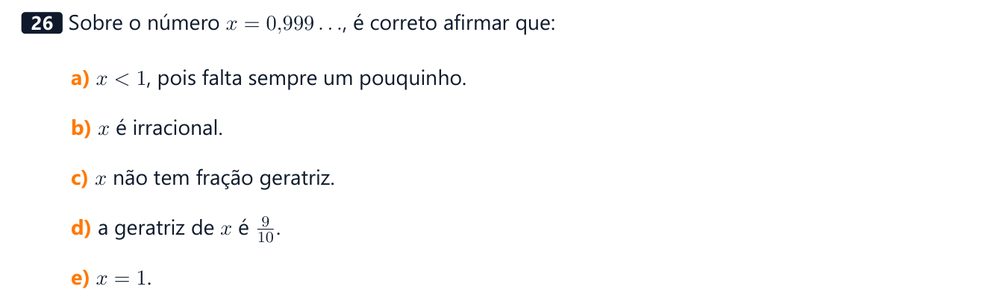 26 Sobre o número x = 0,999 . . ., é correto afirmar que:
a) x < 1, pois falta sempre um pouquinho.
b) x é irracional.
c) x não tem fração geratriz.
d) a geratriz de x é 9/10.
e) x = 1.